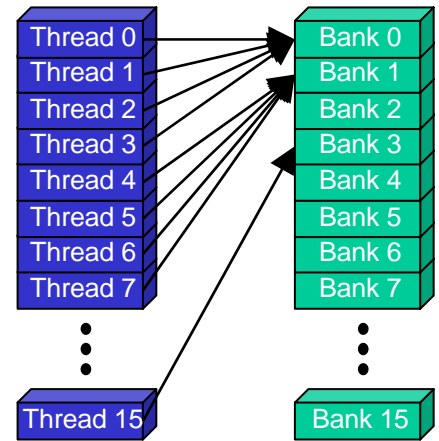 Thread 0
Thread 1
Thread 2
Thread 3
Thread 4
Thread 5
Thread 6
Thread 7
Thread 15
Bank 0
Bank 1
Bank 2
Bank 3
Bank 4
Bank 5
Bank 6
Bank 7
Bank 15